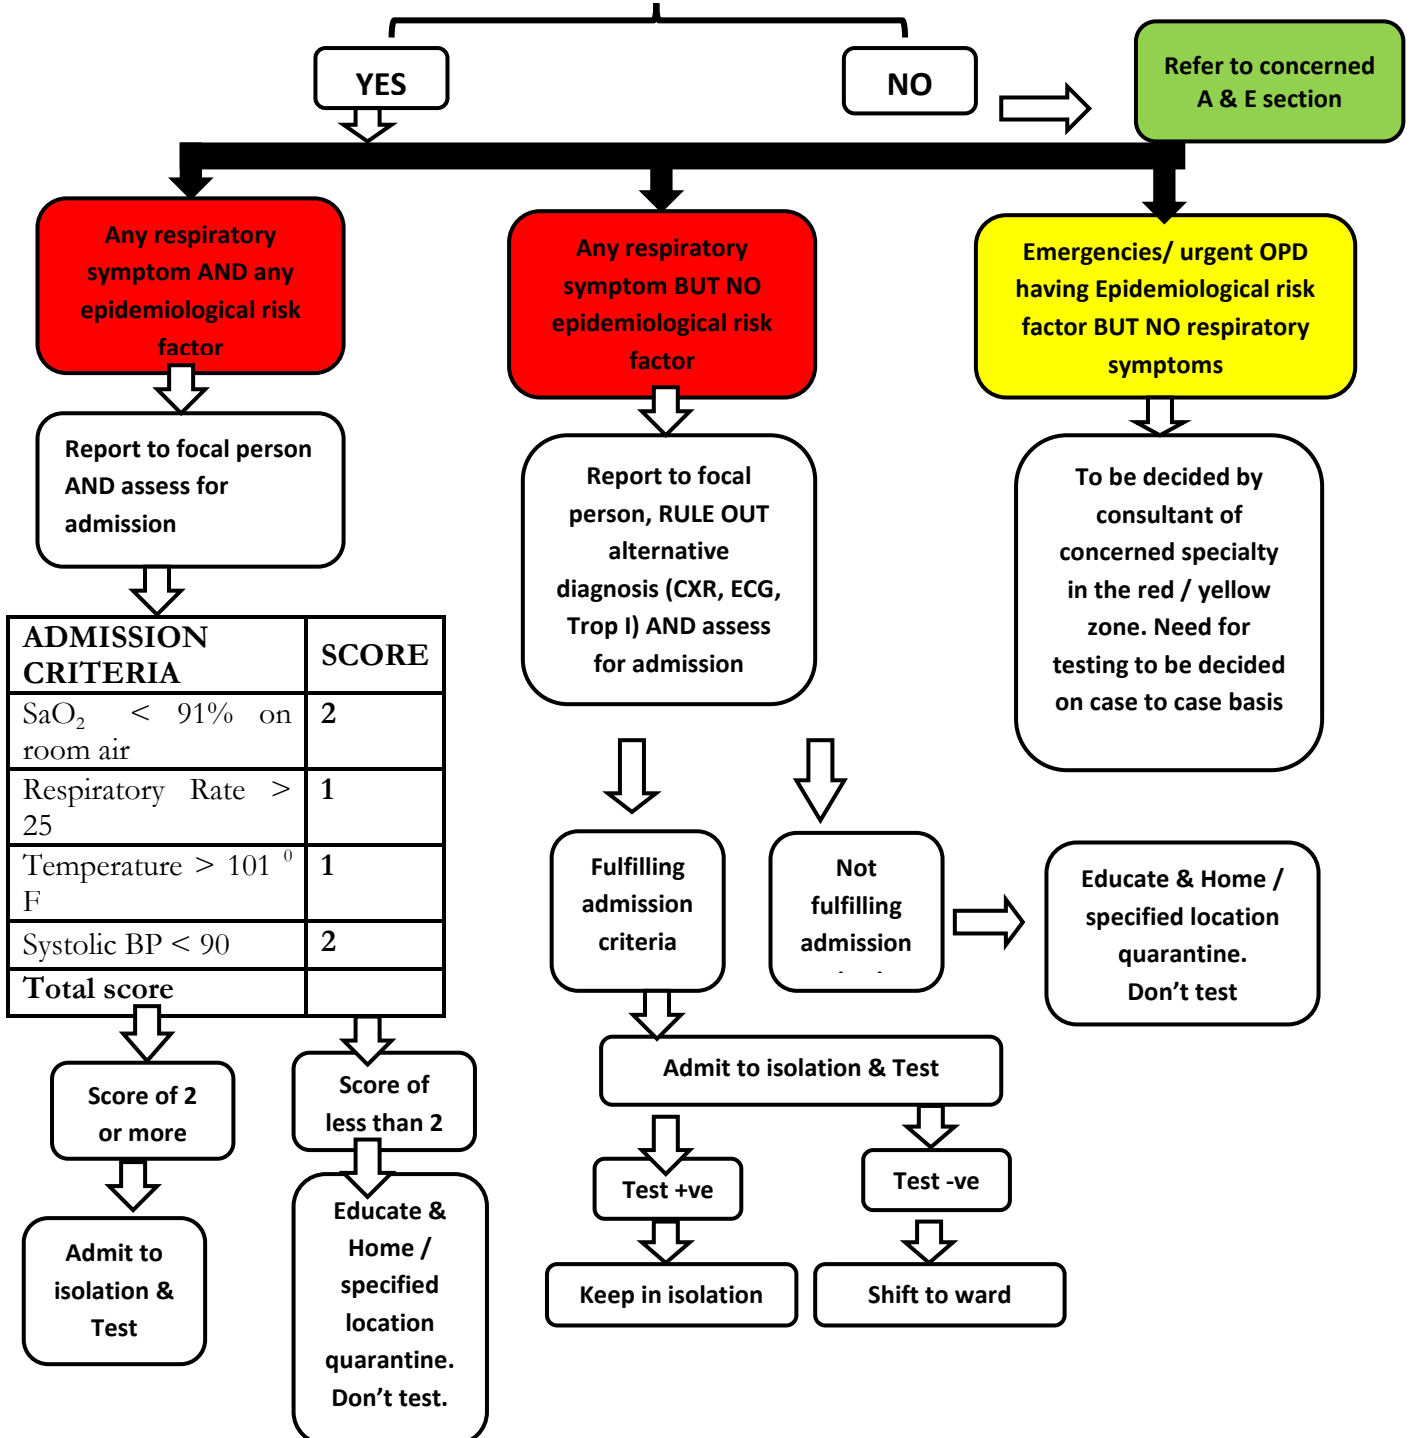 YES
NO
Refer to concerned
A & E section
Any respiratory
symptom AND any
epidemiological risk
factor
Any respiratory
symptom BUT NO
epidemiological risk
factor
Emergencies/ urgent OPD
having Epidemiological risk
factor BUT NO respiratory
symptoms
Report to focal person
AND assess for
admission
Report to focal
person, RULE OUT
alternative
diagnosis (CXR, ECG,
Trop I) AND assess
for admission
To be decided by
consultant of
concerned specialty
in the red / yellow
zone. Need for
testing to be decided
on case to case basis
ADMISSION
CRITERIA
SCORE
SaO₂ < 91% on
room air
2
Respiratory Rate >
25
1
Temperature > 101 ⁰
F
1
Systolic BP < 90
2
Total score
Fulfilling
admission
criteria
Not
fulfilling
admission
Educate & Home /
specified location
quarantine.
Don’t test
Admit to isolation & Test
Score of 2
or more
Score of
less than 2
Test +ve
Test -ve
Admit to
isolation &
Test
Educate &
Home /
specified
location
quarantine.
Don’t test.
Keep in isolation
Shift to ward